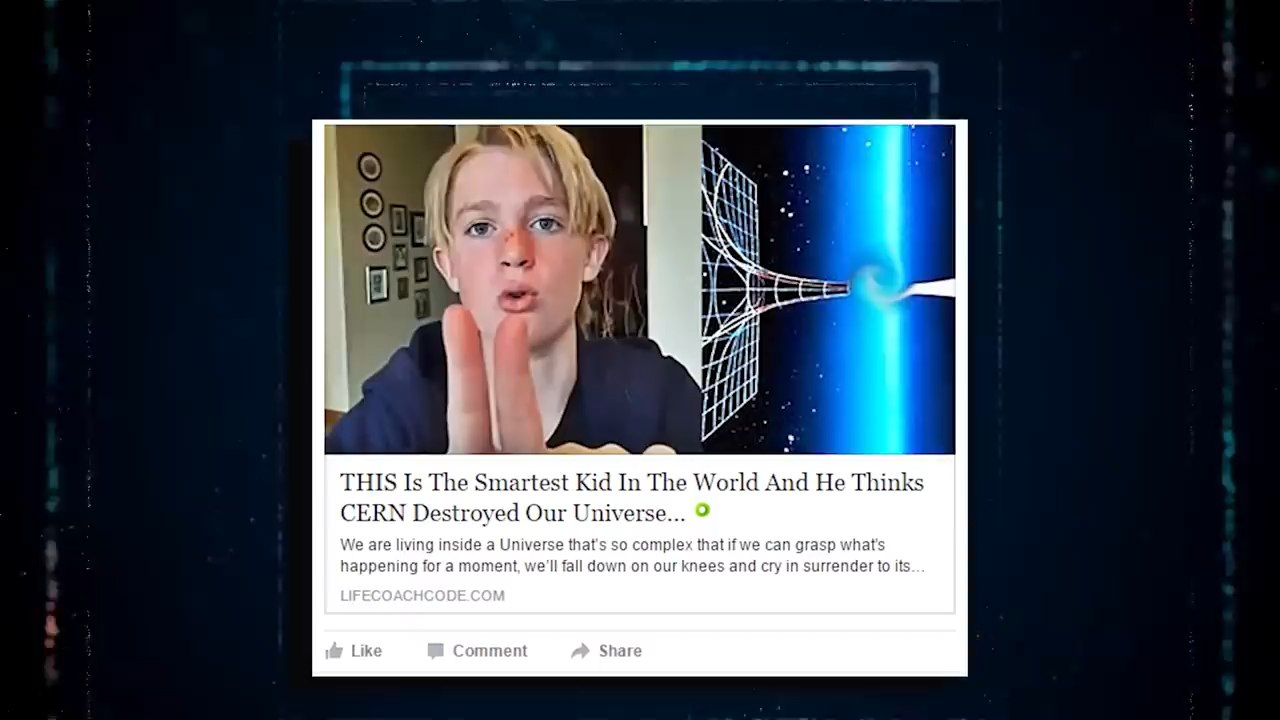 THIS Is The Smartest Kid In The World And He Thinks
CERN Destroyed Our Universe...
We are living inside a Universe that's so complex that if we can grasp what's
happening for a moment, we'll fall down on our knees and cry in surrender to its...
LIFECOACHCODE.COM
Like Comment Share